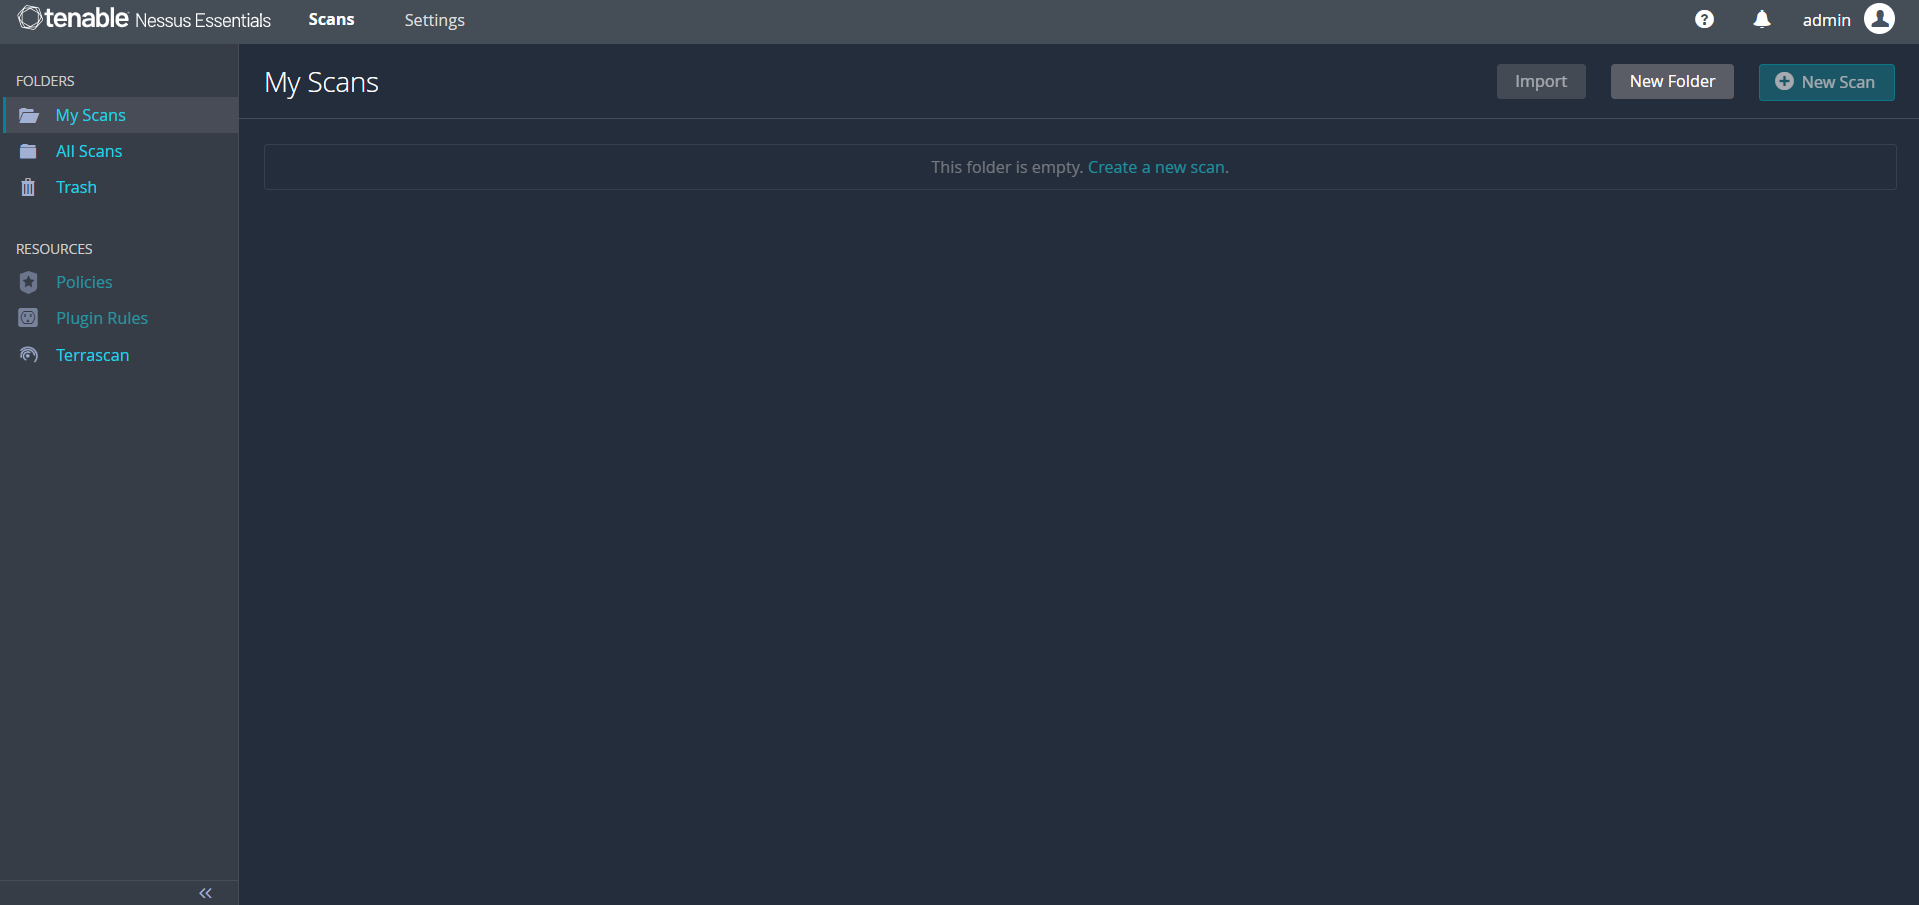 tenable Nessus Essentials Scans Settings ? admin
FOLDERS
My Scans
All Scans
Trash
RESOURCES
Policies
Plugin Rules
Terrascan
My Scans
Import New Folder New Scan
This folder is empty. Create a new scan.